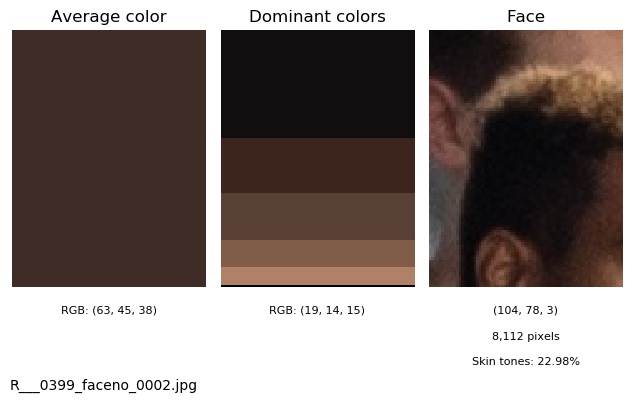 Average color
Dominant colors
Face
RGB: (63, 45, 38)
RGB: (19, 14, 15)
(104, 78, 3)
8,112 pixels
Skin tones: 22.98%
R___0399_faceno_0002.jpg